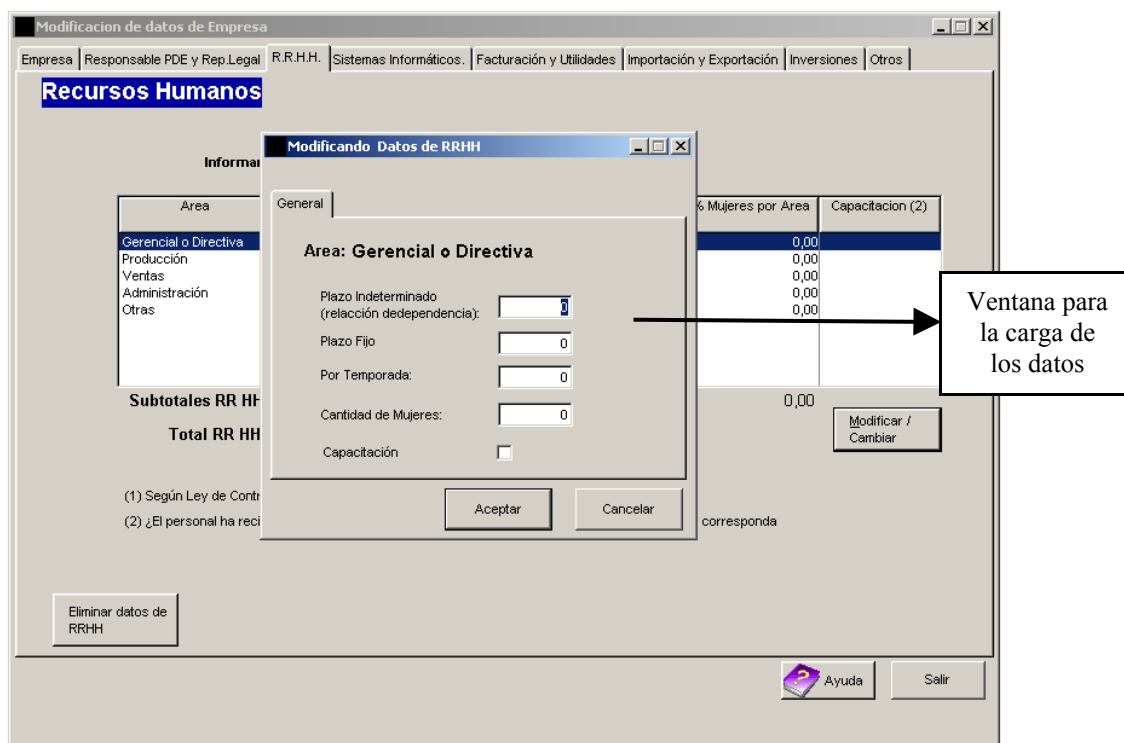 Modificacion de datos de Empresa
Empresa Responsable PDE y Rep.Legal R.R.H.H. Sistemas Informáticos. Facturación y Utilidades Importación y Exportación Inversiones Otros
Recursos Humanos
Modificando Datos de RRHH
General
Area: Gerencial o Directiva
Plazo Indeterminado
(relacción dedependencia): 0
Plazo Fijo 0
Por Temporada: 0
Cantidad de Mujeres: 0
Capacitación
Aceptar Cancelar
Informa
Area % Mujeres por Area Capacitacion (2)
Gerencial o Directiva 0,00
Producción 0,00
Ventas 0,00
Administración 0,00
Otras 0,00
Subtotales RR HH 0,00
Total RR HH
Modificar /
Cambiar
(1) Según Ley de Contr
(2) ¿El personal ha reci corresponda
Eliminar datos de
RRHH
Ayuda Salir
Ventana para
la carga de
los datos